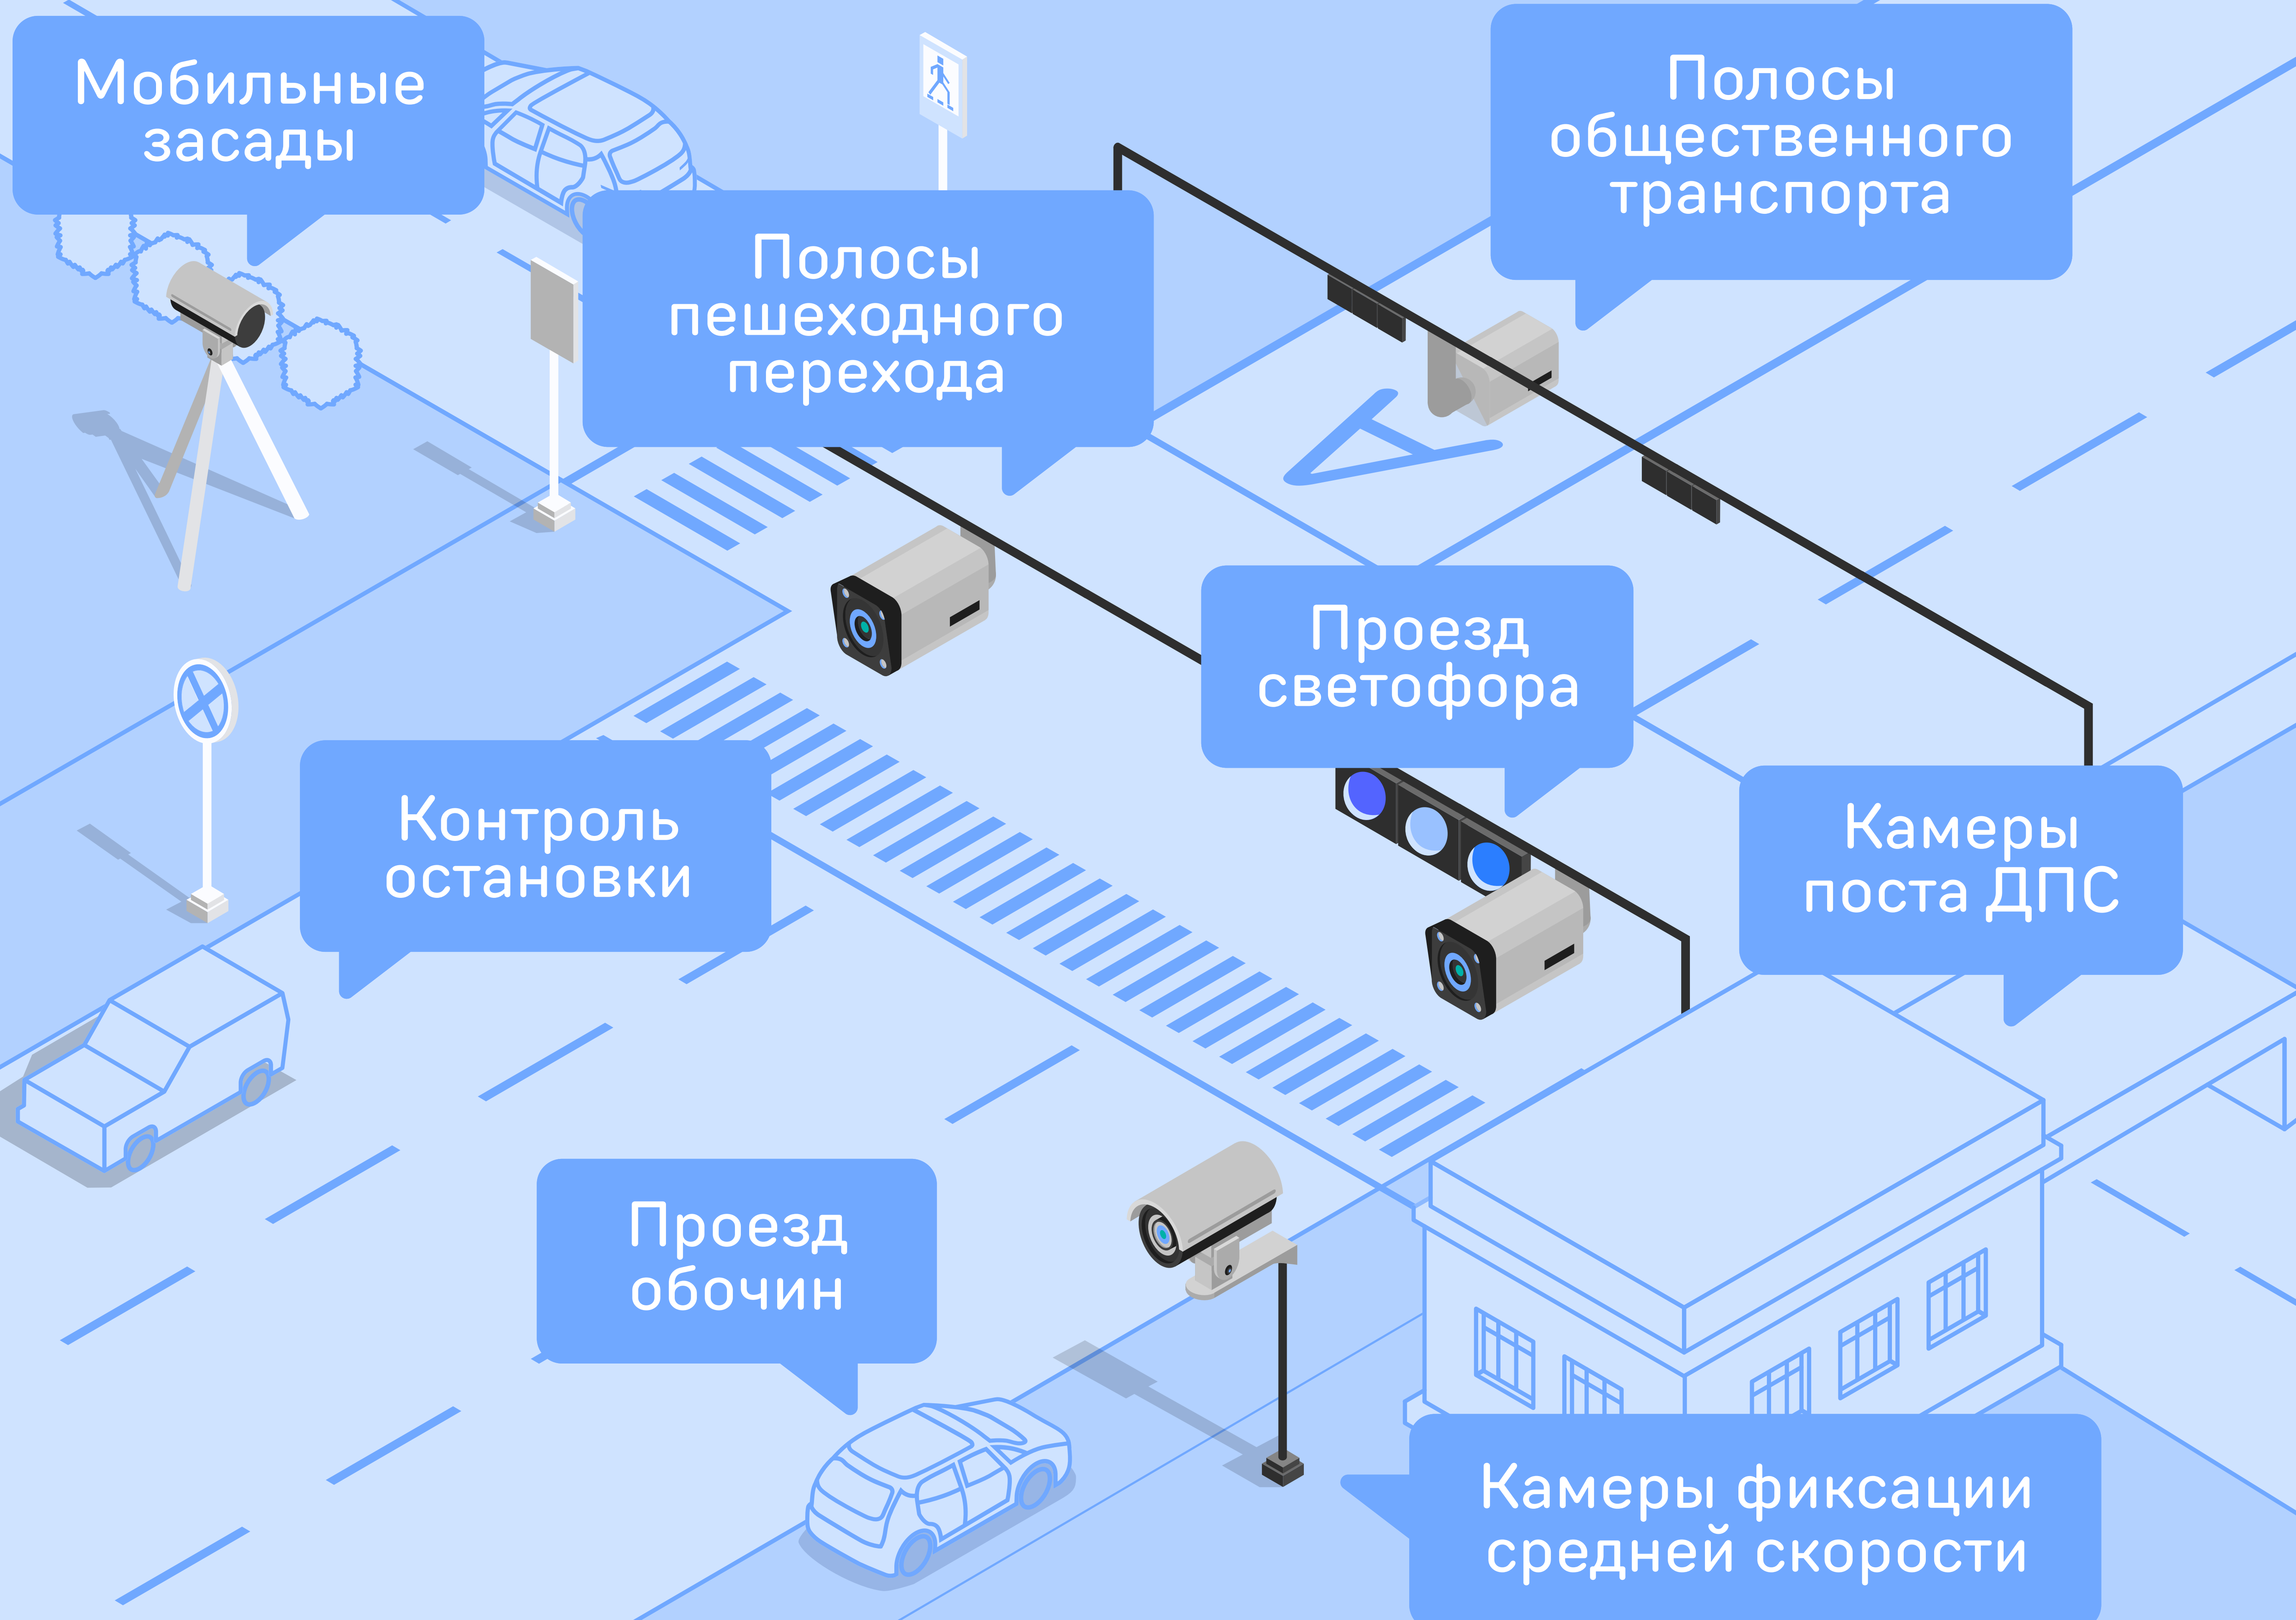 Мобильные
засады
Полосы
общественного
транспорта
Полосы
пешеходного
перехода
A
Проезд
светофора
Контроль
остановки
Камеры
поста ДПС
Проезд
обочин
Камеры фиксации
средней скорости